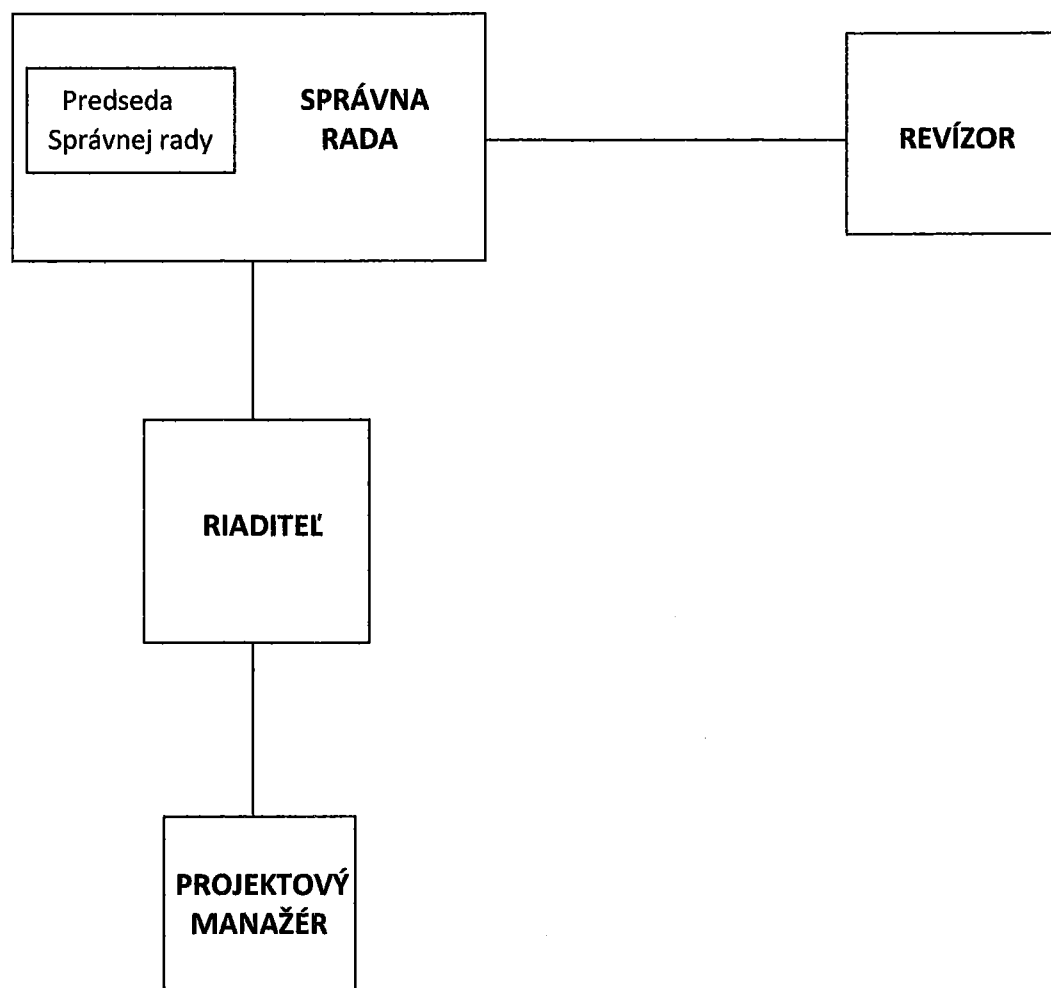 Predseda
Správnej rady
SPRÁVNA
RADA
REVÍZOR
RIADITEĽ
PROJEKTOVÝ
MANAŽÉR